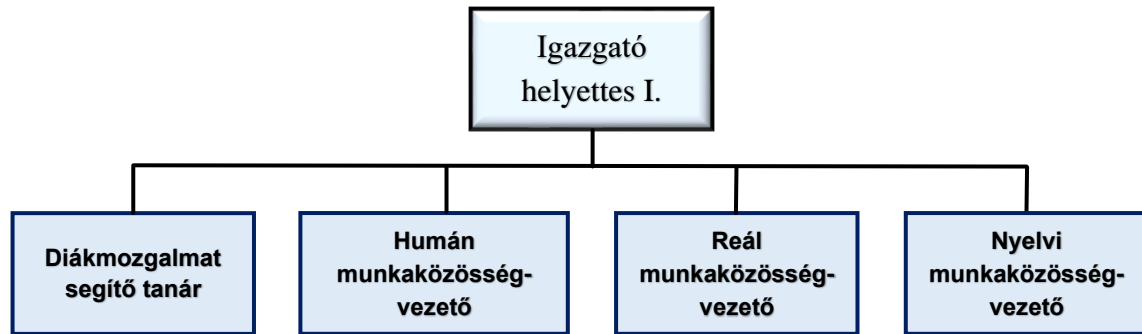 Igazgató
helyettes I.
Diákmozgalmat
segítő tanár
Humán
munkaközösség-
vezető
Reál
munkaközösség-
vezető
Nyelvi
munkaközösség-
vezető